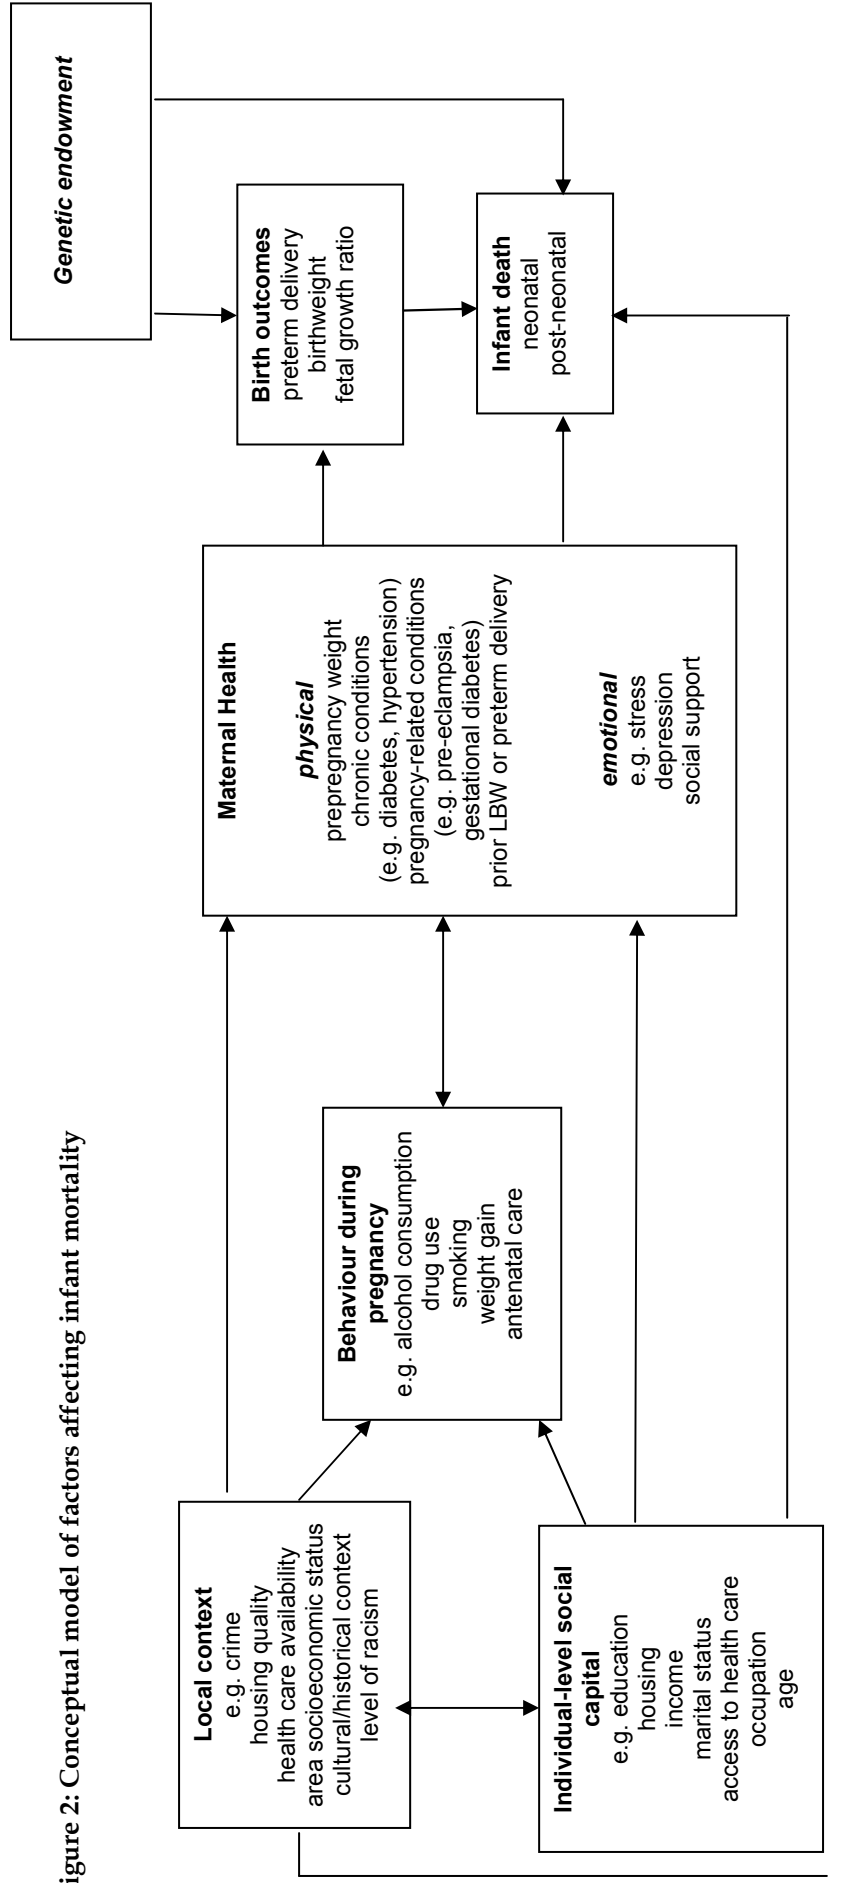 igure 2: Conceptual model of factors affecting infant mortality
Genetic endowment
Local context
e.g. crime
housing quality
health care availability
area socioeconomic status
cultural/historical context
level of racism
Behaviour during
pregnancy
e.g. alcohol consumption
drug use
smoking
weight gain
antenatal care
Individual-level social
capital
e.g. education
housing
income
marital status
access to health care
occupation
age
Maternal Health
physical
prepregnancy weight
chronic conditions
(e.g. diabetes, hypertension)
pregnancy-related conditions
(e.g. pre-eclampsia,
gestational diabetes)
prior LBW or preterm delivery
emotional
e.g. stress
depression
social support
Birth outcomes
preterm delivery
birthweight
fetal growth ratio
Infant death
neonatal
post-neonatal